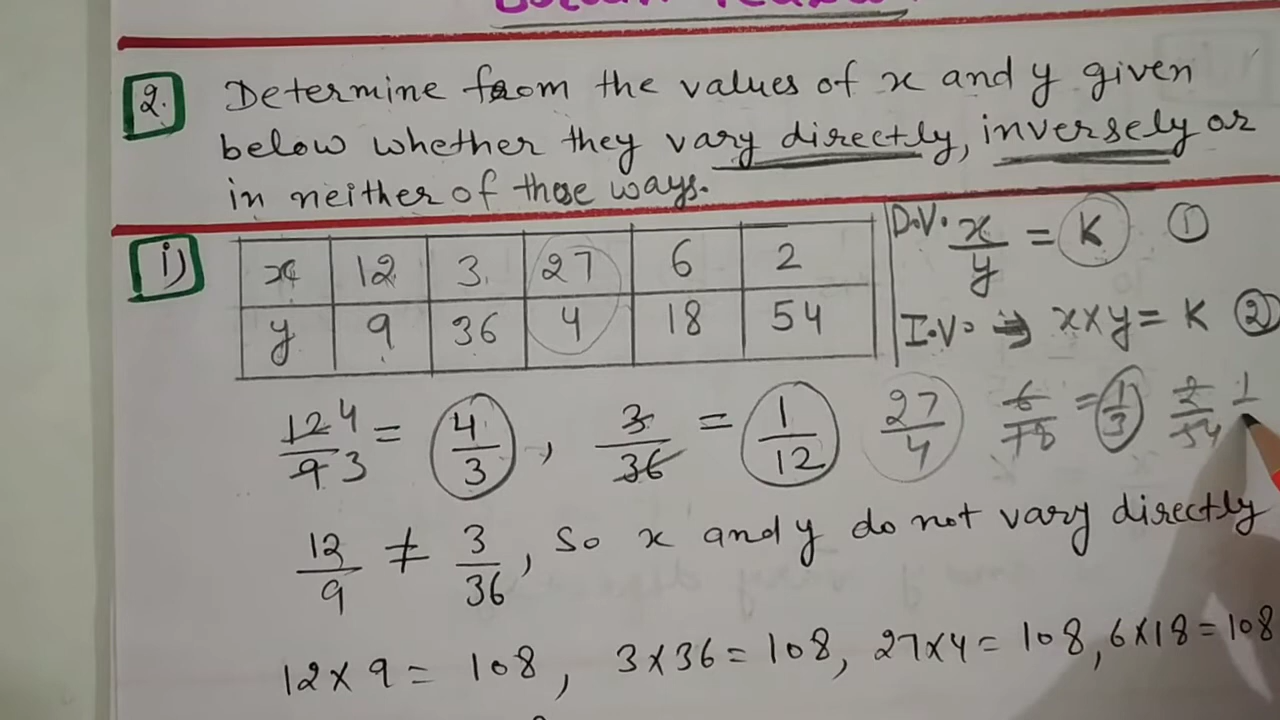 2. Determine from the values of x and y given
below whether they vary directly, inversely or
in neither of these ways.
i)
x 12 3 27 6 2
y 9 36 4 18 54
D.V. x/y = K ①
I.V. ⇒ x×y = K ②
12/9 4/3 = 4/3 , 3/36 = 1/12 27/4 6/18 = 1/3 2/54 1
12/9 ≠ 3/36 , So x and y do not vary directly
12 × 9 = 108 , 3 × 36 = 108, 27×4 = 108, 6×18 = 108